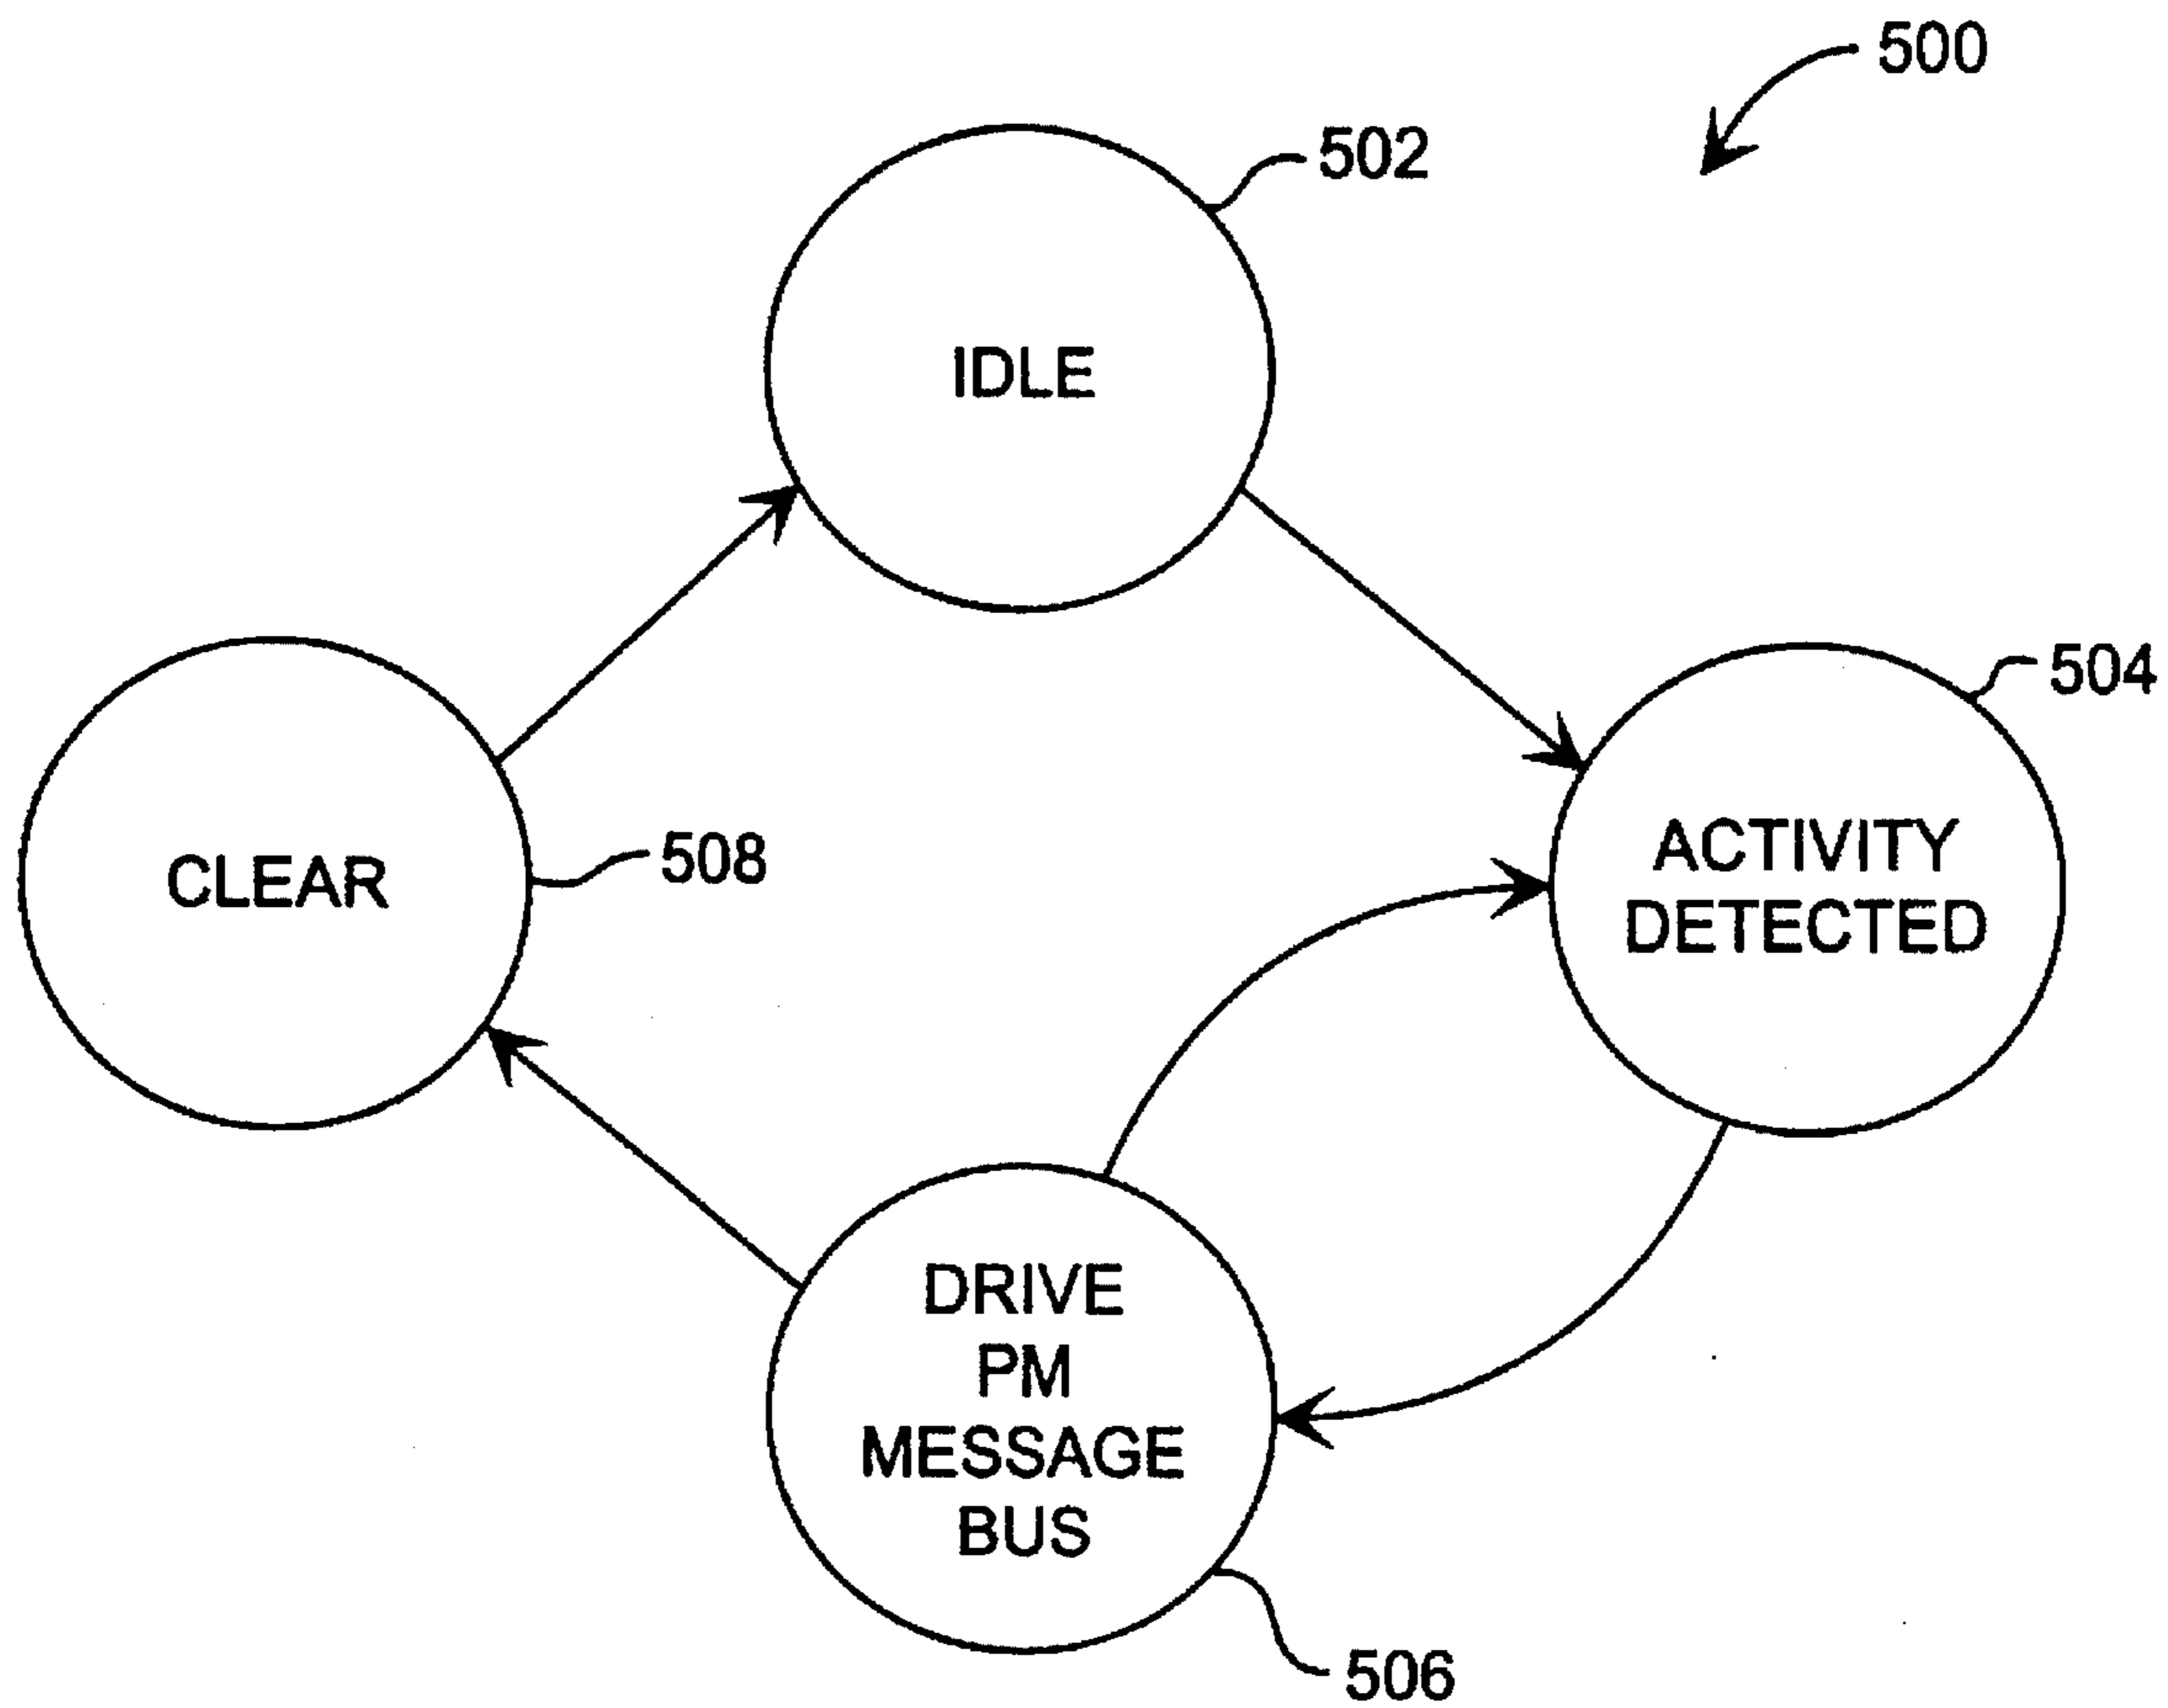 500
502
IDLE
504
ACTIVITY
DETECTED
CLEAR
508
DRIVE
PM
MESSAGE
BUS
506